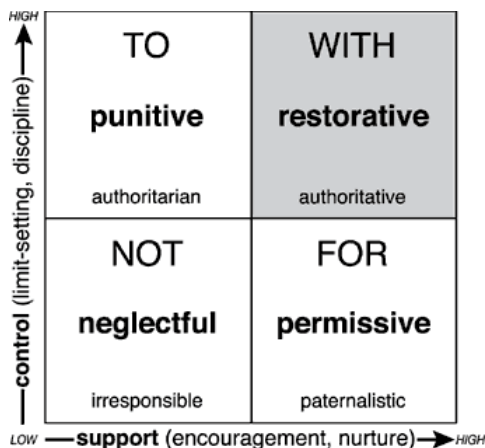 HIGH
TO
punitive
authoritarian
WITH
restorative
authoritative
NOT
neglectful
irresponsible
FOR
permissive
paternalistic
control (limit-setting, discipline)
LOW
support (encouragement, nurture)
HIGH